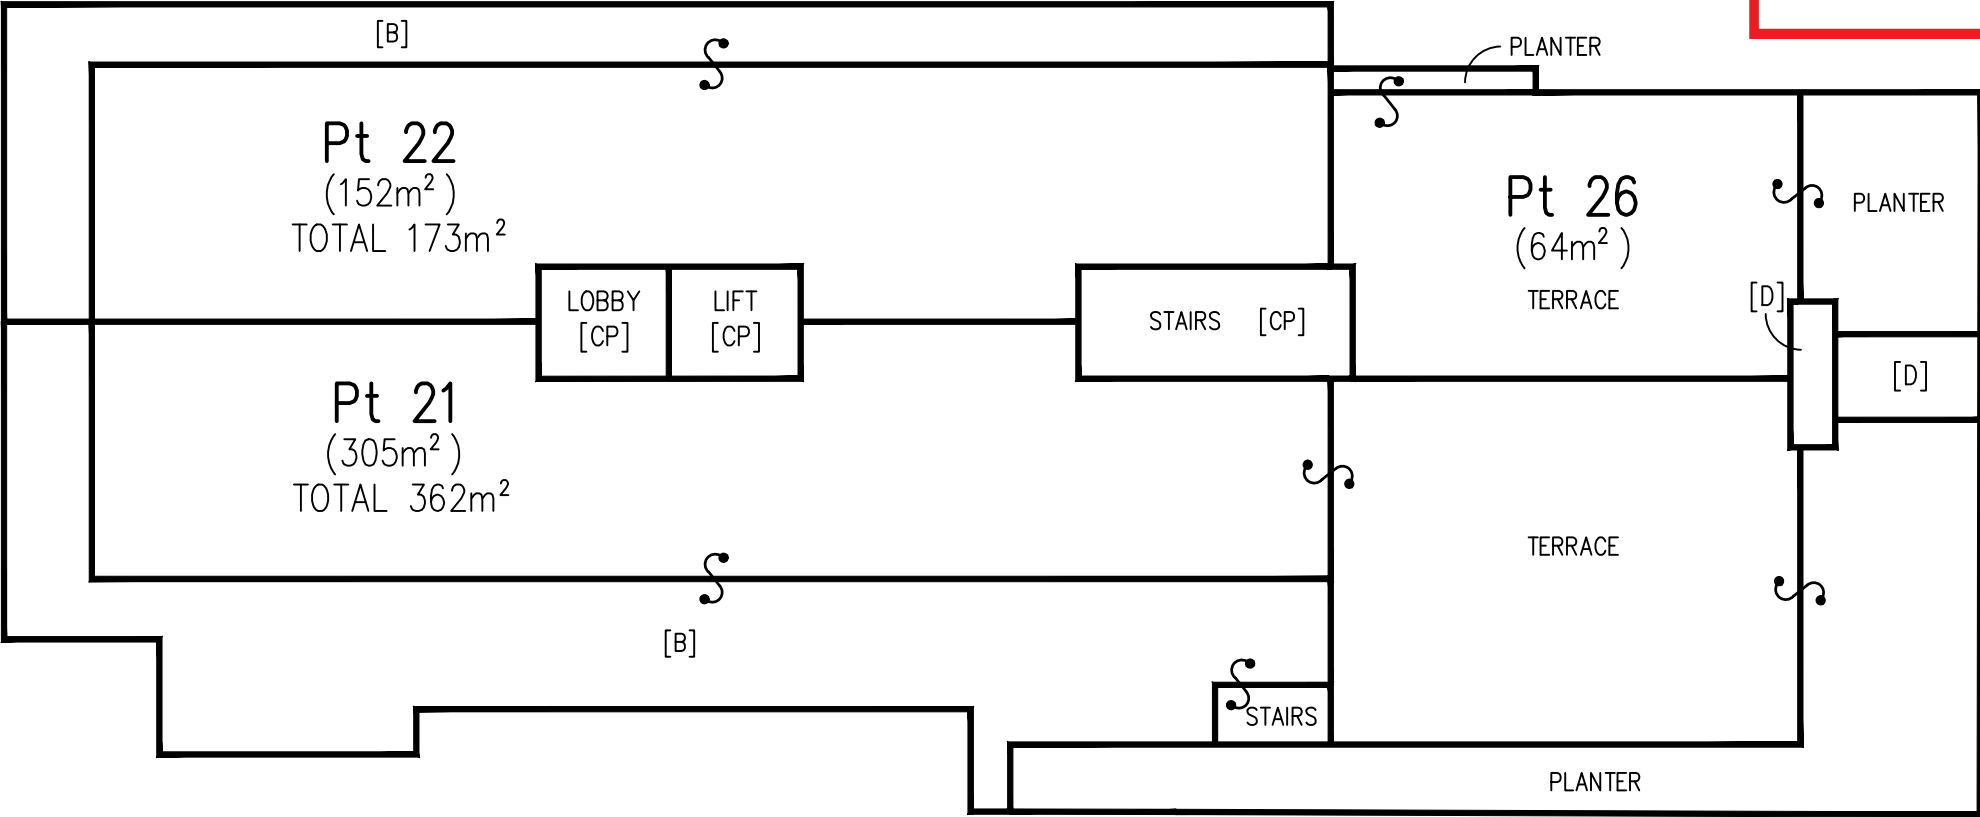 [B]
PLANTER
Pt 22
(152m²)
TOTAL 173m²
Pt 26
(64m²)
TERRACE
PLANTER
LOBBY
[CP]
LIFT
[CP]
STAIRS [CP]
[D]
[D]
Pt 21
(305m²)
TOTAL 362m²
TERRACE
[B]
STAIRS
PLANTER